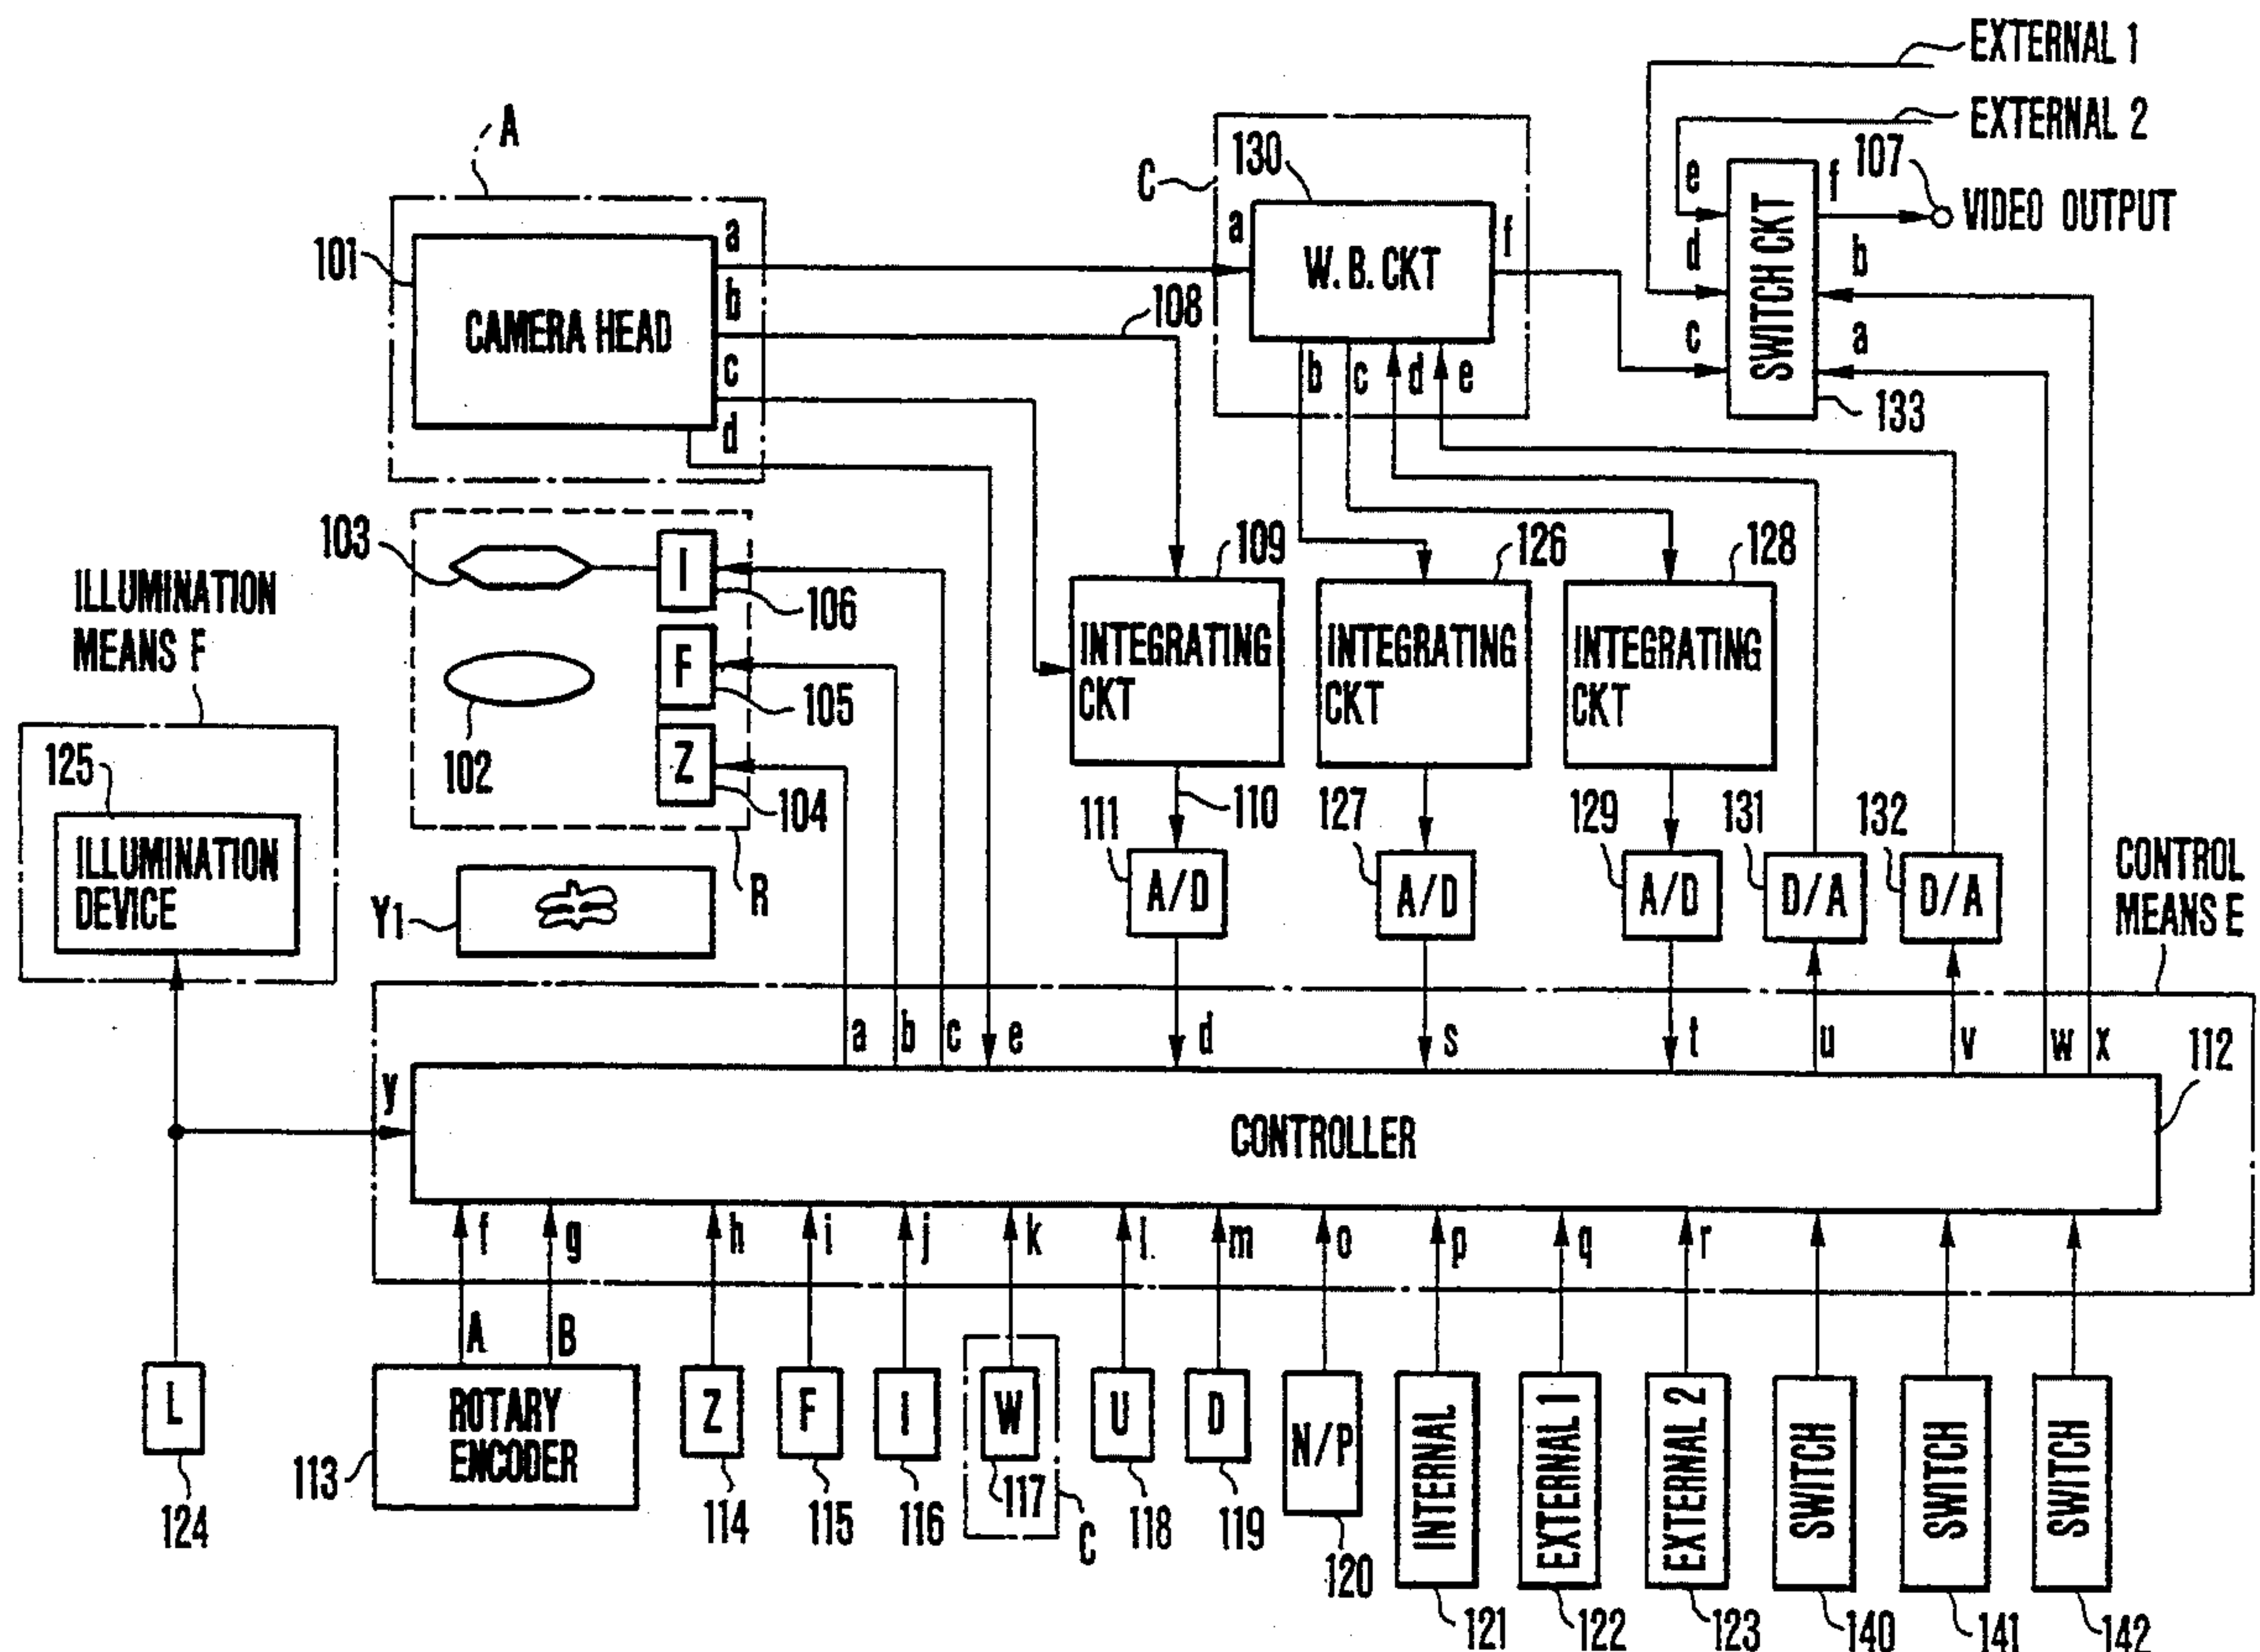 EXTERNAL 1
EXTERNAL 2
107
VIDEO OUTPUT
A
C
130
e
f
d
b
c
a
SWITCH CKT
133
101
CAMERA HEAD
a
b
c
d
108
a
W. B. CKT
f
b
c
d
e
103
I
106
F
105
102
Z
104
R
109
INTEGRATING
CKT
126
INTEGRATING
CKT
128
INTEGRATING
CKT
ILLUMINATION
MEANS F
125
ILLUMINATION
DEVICE
Y1
110
111
A/D
127
A/D
129
A/D
131
D/A
132
D/A
CONTROL
MEANS E
a
b
c
e
d
s
t
u
v
w
x
112
y
CONTROLLER
f
g
h
i
j
k
l
m
o
p
q
r
A
B
L
124
ROTARY
ENCODER
113
Z
114
F
115
I
116
W
117
C
U
118
D
119
N/P
120
INTERNAL
121
EXTERNAL 1
122
EXTERNAL 2
123
SWITCH
140
SWITCH
141
SWITCH
142